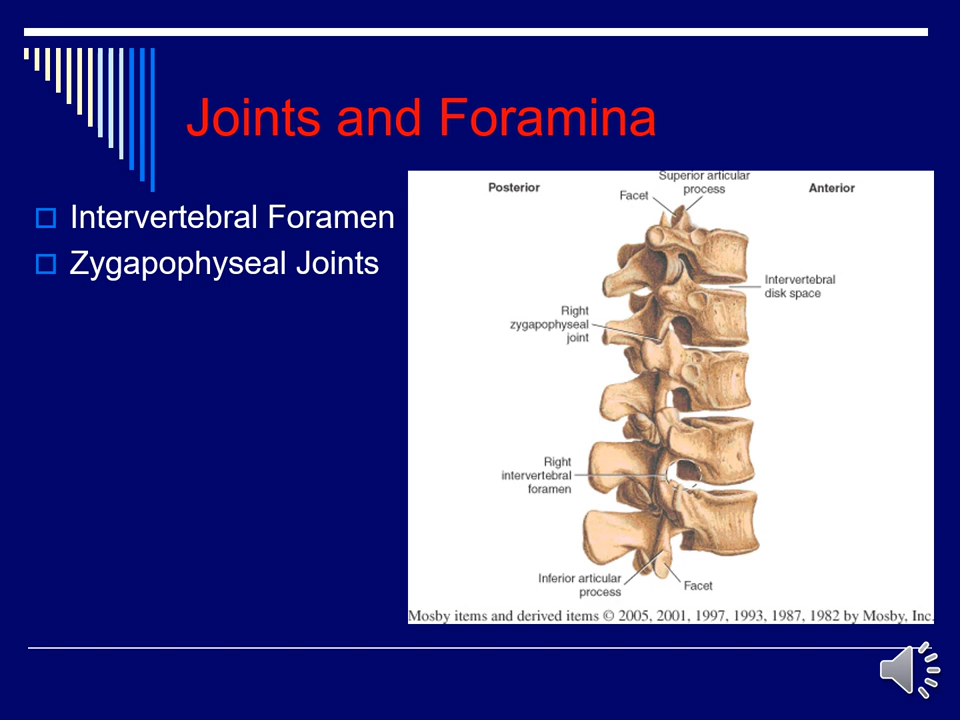 Joints and Foramina
Intervertebral Foramen
Zygapophyseal Joints
Posterior
Superior articular
process
Facet
Anterior
Intervertebral
disk space
Right
zygapophyseal
joint
Right
intervertebral
foramen
Inferior articular
process
Facet
Mosby items and derived items © 2005, 2001, 1997, 1993, 1987, 1982 by Mosby, Inc.